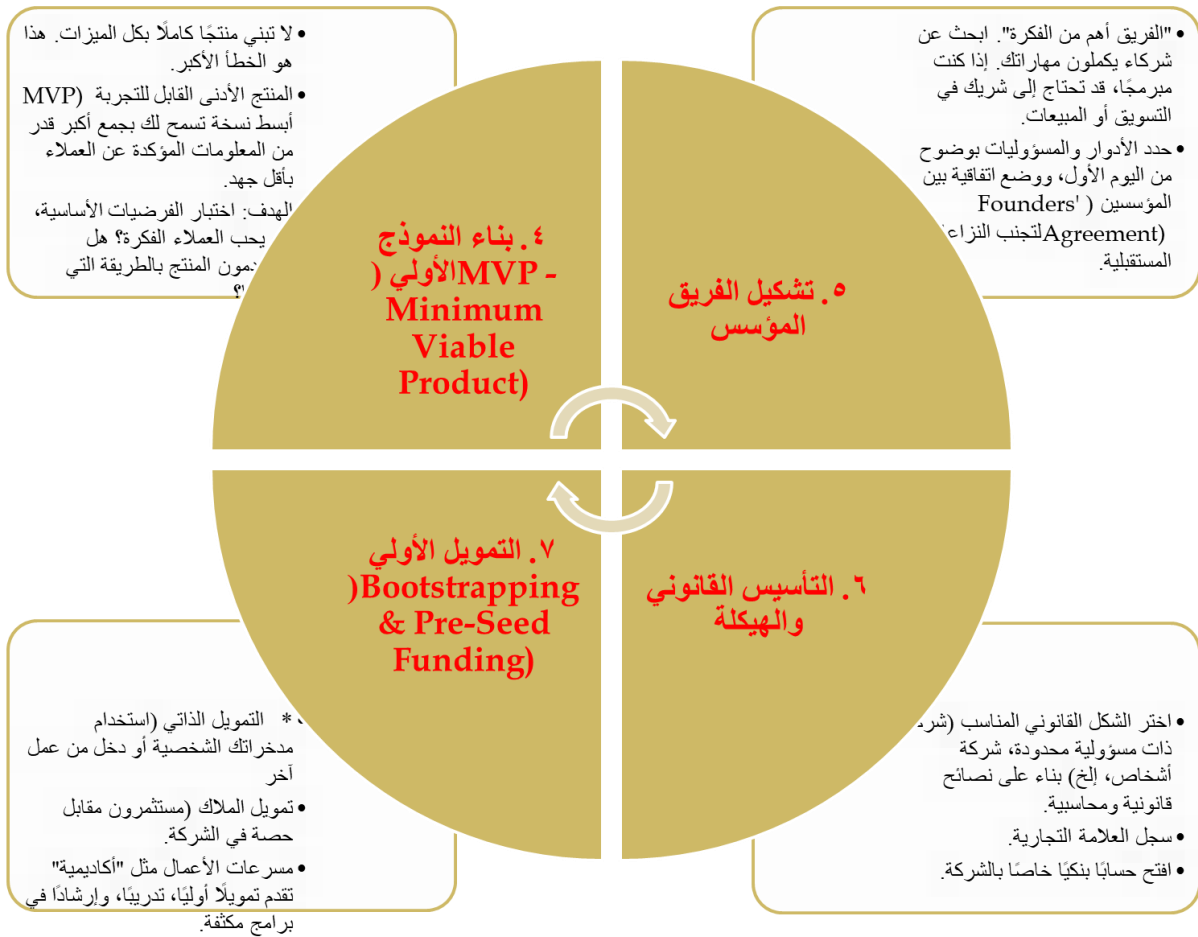 • لا تبني منتجًا كاملًا بكل الميزات. هذا
هو الخطأ الأكبر.
• المنتج الأدنى القابل للتجربة (MVP
أبسط نسخة تسمح لك بجمع أكبر قدر
من المعلومات المؤكدة عن العملاء
بأقل جهد.
الهدف: اختبار الفرضيات الأساسية،
يحب العملاء الفكرة؟ هل
المنتج بالطريقة التي
؟
٤. بناء النموذج
الأولي (MVP -
Minimum
Viable
Product)
• "الفريق أهم من الفكرة". ابحث عن
شركاء يكملون مهاراتك. إذا كنت
مبرمجًا، قد تحتاج إلى شريك في
التسويق أو المبيعات.
• حدد الأدوار والمسؤوليات بوضوح
من اليوم الأول، ووضع اتفاقية بين
المؤسسين (Founders'
Agreement) لتجنب
المستقبلية.
٥. تشكيل الفريق
المؤسس
٦. التأسيس القانوني
والهيكلة
• اختر الشكل القانوني المناسب
ذات مسؤولية محدودة، شركة
أشخاص، إلخ) بناء على نصائح
قانونية ومحاسبية.
• سجل العلامة التجارية.
• افتح حسابًا بنكيًا خاصًا بالشركة.
٧. التمويل الأولي
(Bootstrapping
& Pre-Seed
Funding)
• * التمويل الذاتي (استخدام
مدخراتك الشخصية أو دخل من عمل
آخر
• تمويل الملاك (مستثمرون مقابل
حصة في الشركة.
• مسرعات الأعمال مثل "أكاديمية"
تقدم تمويلًا أوليًا، تدريبًا، وإرشادًا في
برامج مكثفة.